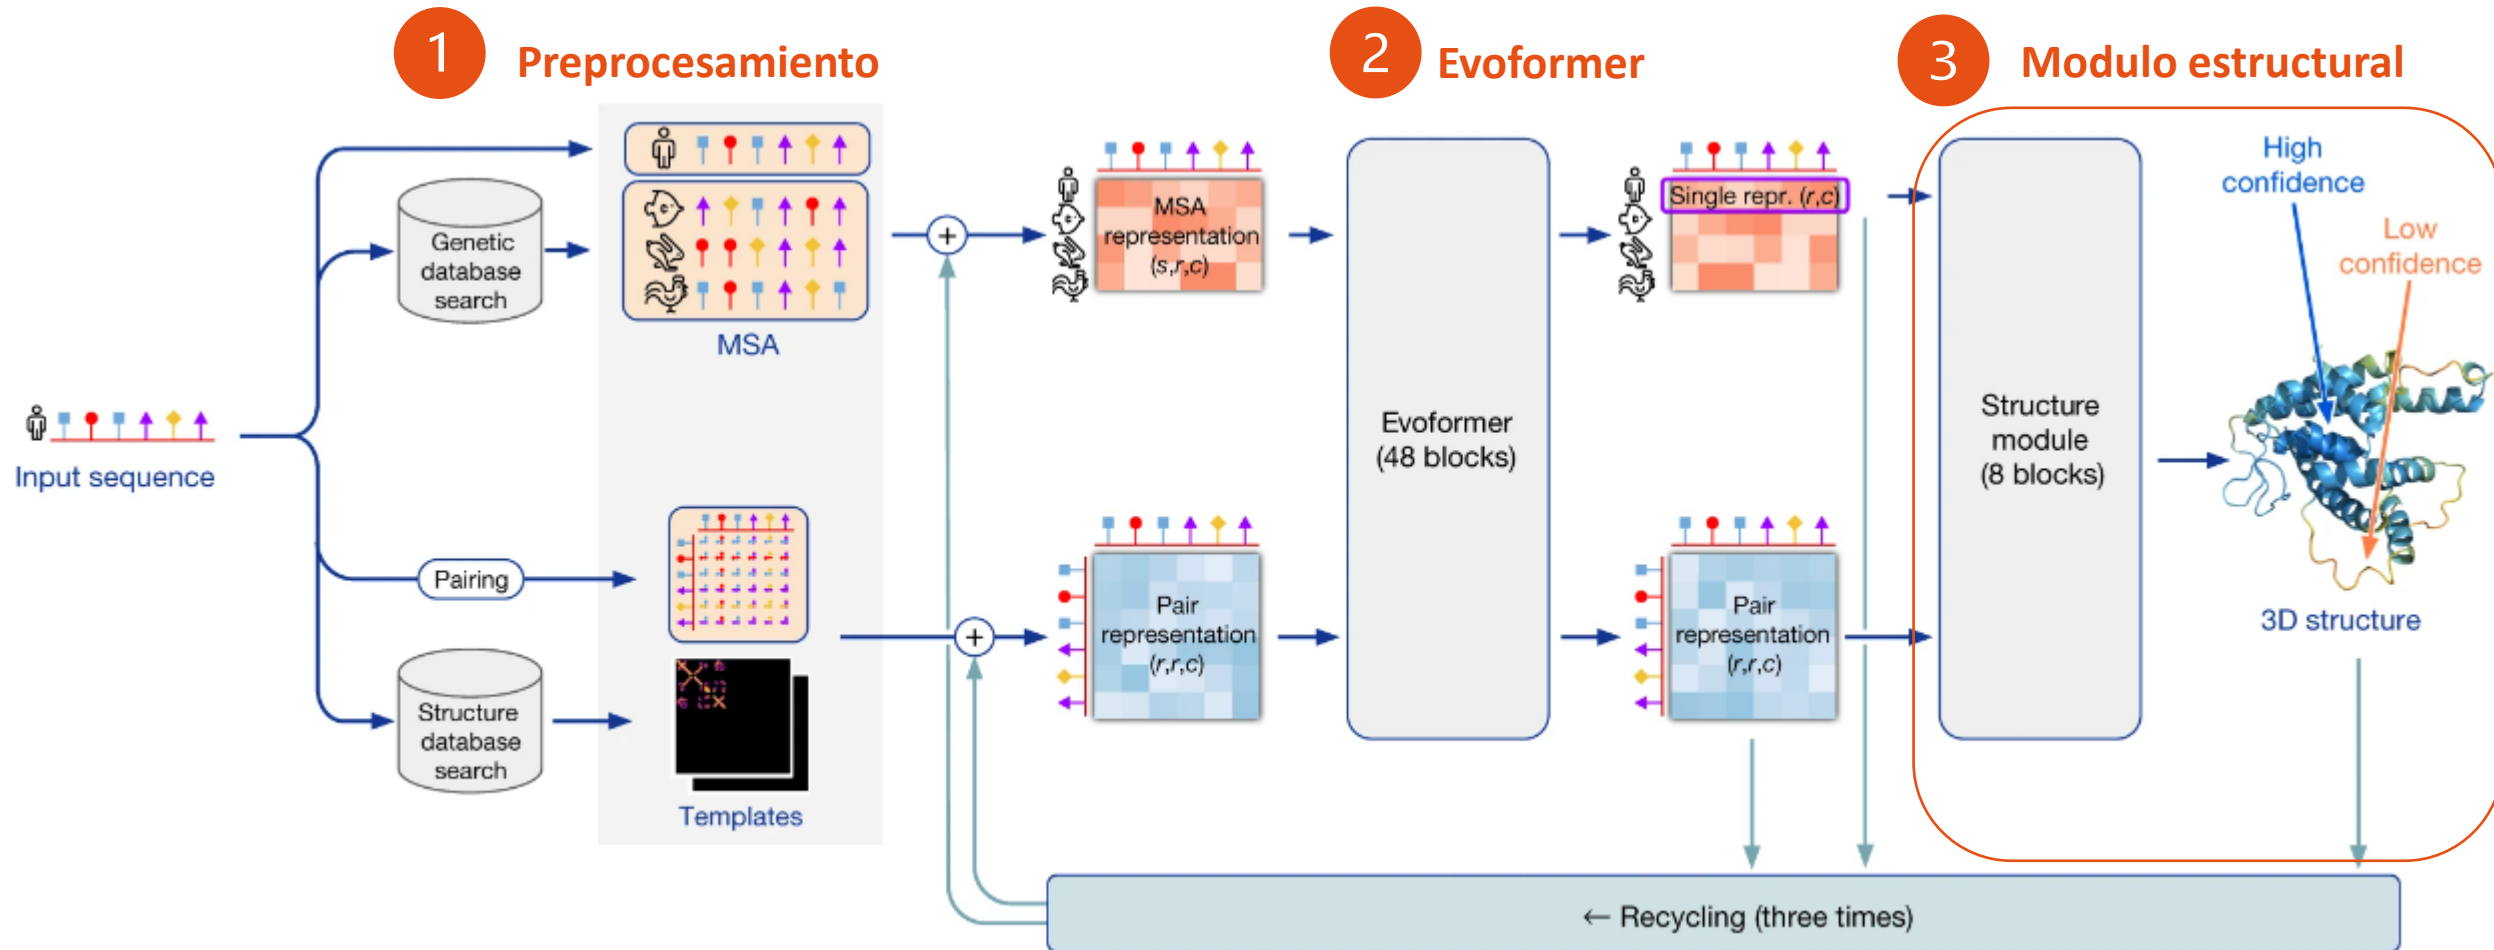 1 Preprocesamiento
2 Evoformer
3 Modulo estructural
Input sequence
Genetic
database
search
MSA
Pairing
Structure
database
search
Templates
+
MSA
representation
(s,r,c)
+
Pair
representation
(r,r,c)
Evoformer
(48 blocks)
Single repr. (r,c)
Pair
representation
(r,r,c)
Structure
module
(8 blocks)
High
confidence
Low
confidence
3D structure
← Recycling (three times)